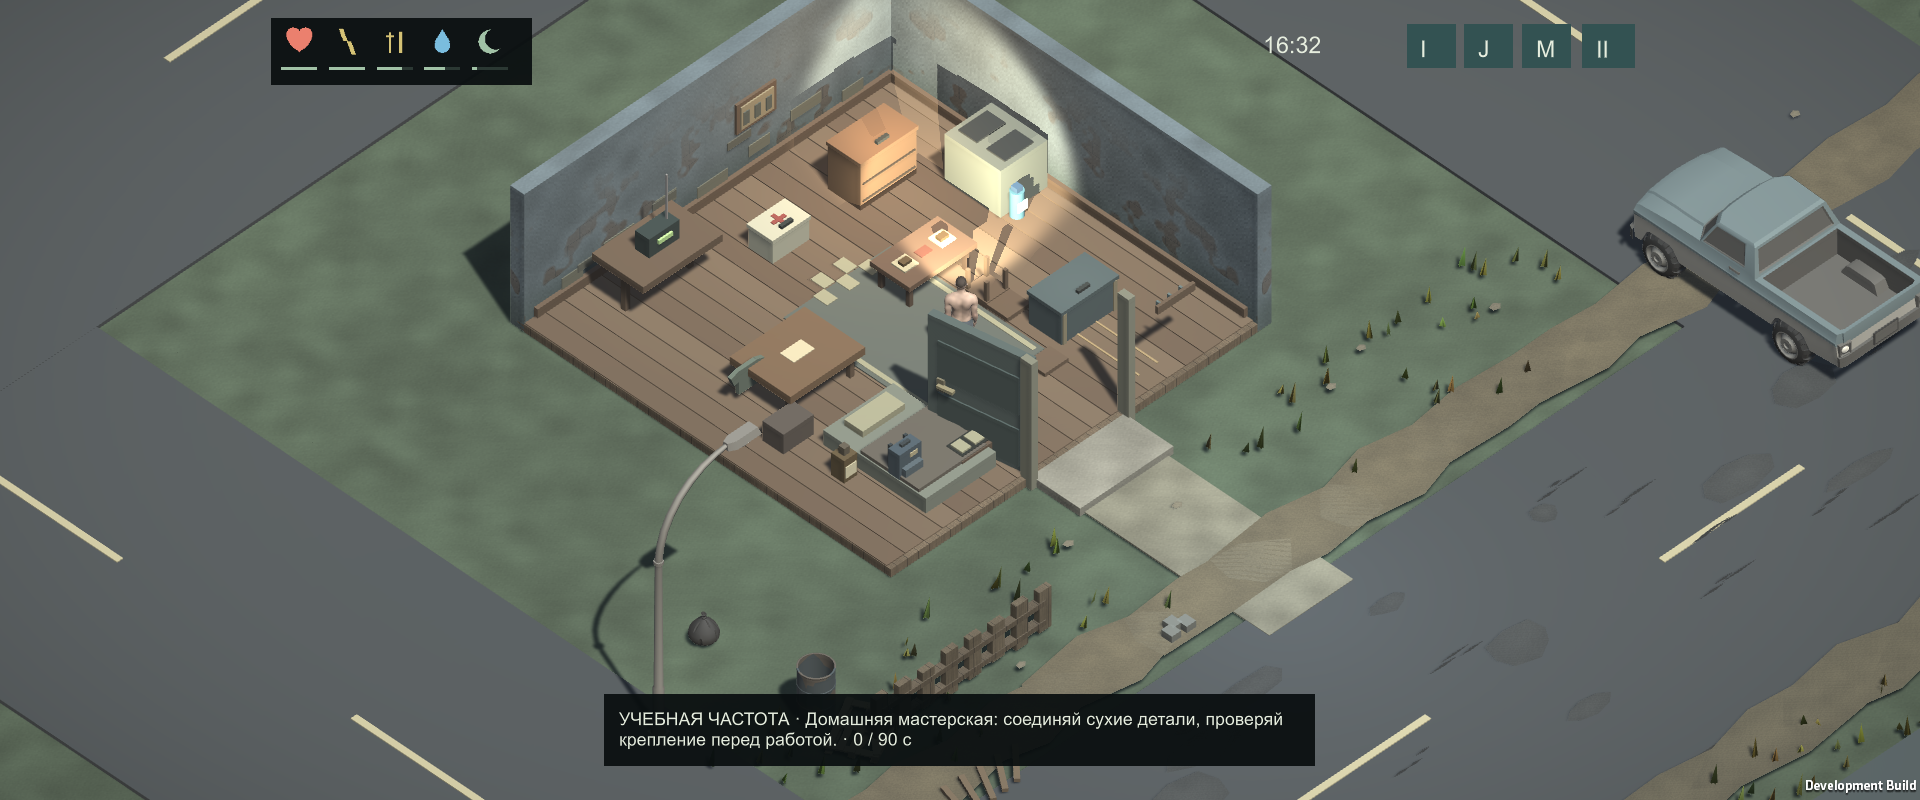 16:32
I J M II
УЧЕБНАЯ ЧАСТОТА · Домашняя мастерская: соединяй сухие детали, проверяй
крепление перед работой. · 0 / 90 с
Development Build